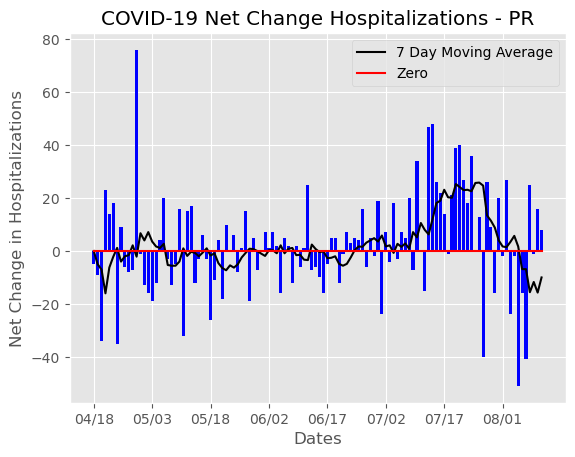 COVID-19 Net Change Hospitalizations - PR
7 Day Moving Average
Zero
Net Change in Hospitalizations
80
60
40
20
0
−20
−40
04/18 05/03 05/18 06/02 06/17 07/02 07/17 08/01
Dates